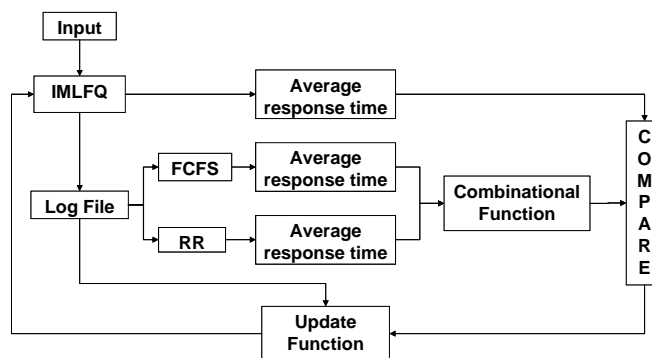 Input
IMLFQ
Average
response time
FCFS
Average
response time
Log File
RR
Average
response time
Combinational
Function
COMPARE
Update
Function